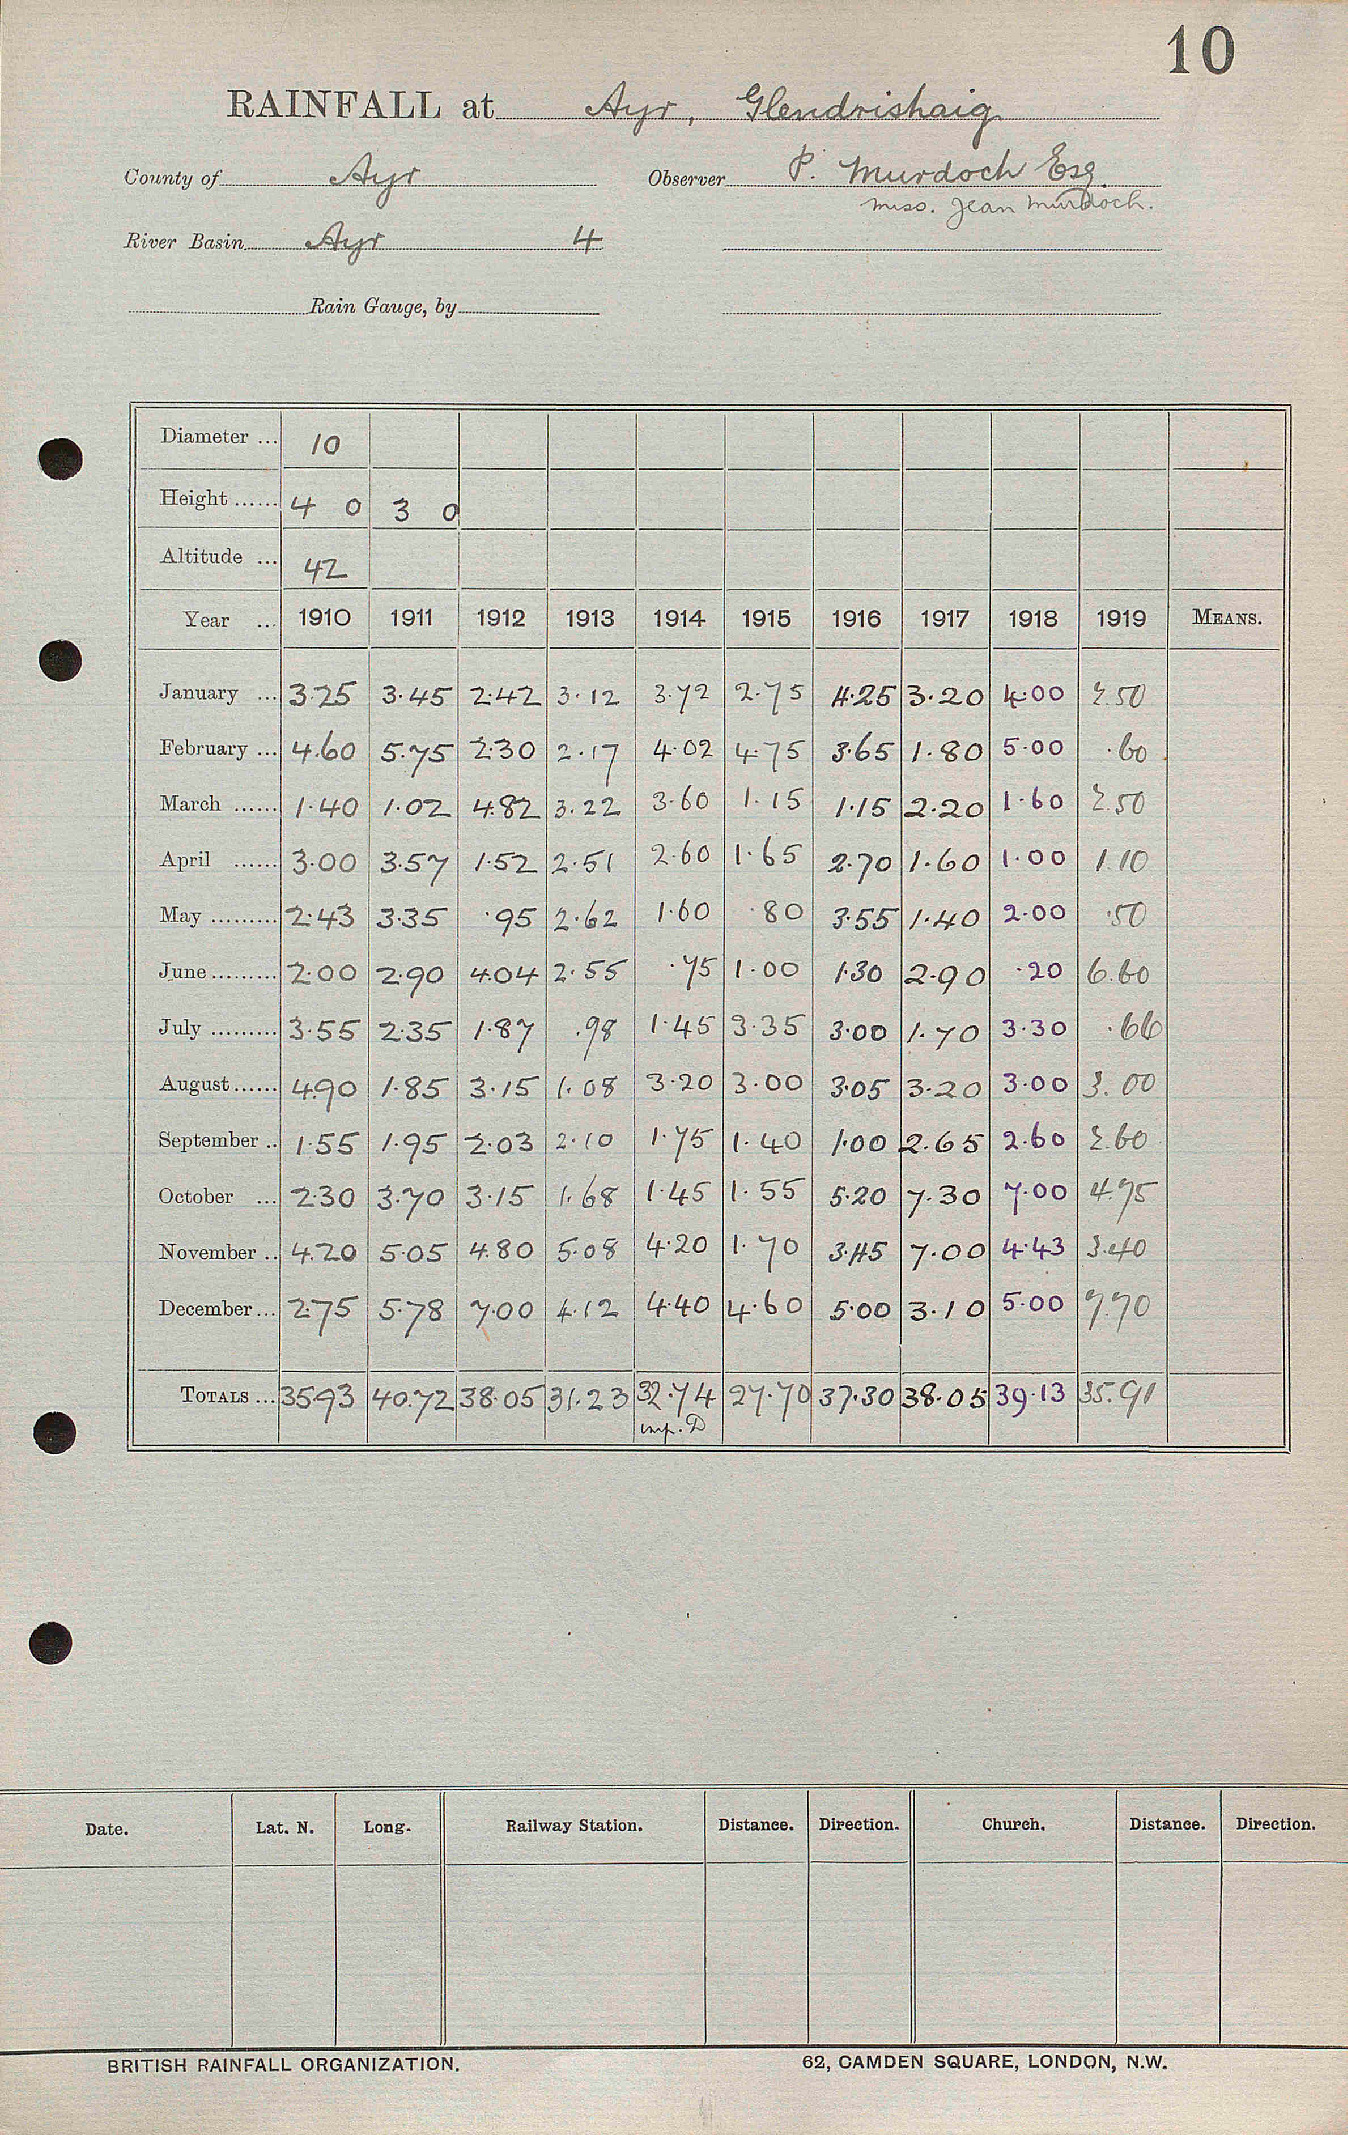 10
RAINFALL at Ayr, Glendrishaig
County of Ayr Observer P. Murdoch Esq.
Miss. Jean Murdoch.
River Basin Ayr 4
Rain Gauge, by
Diameter ... 10
Height ...... 4 0 3 0
Altitude ... 42
Year ... 1910 1911 1912 1913 1914 1915 1916 1917 1918 1919 MEANS.
January ... 3.25 3.45 2.42 3.12 3.72 2.75 4.25 3.20 4.00 2.50
February ... 4.60 5.75 2.30 2.17 4.02 4.75 3.65 1.80 5.00 .60
March ...... 1.40 1.02 4.82 3.22 3.60 1.15 1.15 2.20 1.60 2.50
April ...... 3.00 3.57 1.52 2.51 2.60 1.65 2.70 1.60 1.00 1.10
May ......... 2.43 3.35 .95 2.62 1.60 .80 3.55 1.40 2.00 .50
June ......... 2.00 2.90 4.04 2.55 .75 1.00 1.30 2.90 .20 6.60
July ......... 3.55 2.35 1.87 .98 1.45 3.35 3.00 1.70 3.30 .66
August ...... 4.90 1.85 3.15 1.08 3.20 3.00 3.05 3.20 3.00 3.00
September .. 1.55 1.95 2.03 2.10 1.75 1.40 1.00 2.65 2.60 2.60
October ... 2.30 3.70 3.15 1.68 1.45 1.55 5.20 7.30 7.00 4.75
November .. 4.20 5.05 4.80 5.08 4.20 1.70 3.45 7.00 4.43 3.40
December ... 2.75 5.78 7.00 4.12 4.40 4.60 5.00 3.10 5.00 7.70
TOTALS ... 35.93 40.72 38.05 31.23 32.74 27.70 37.30 38.05 39.13 35.91
Date. Lat. N. Long. Railway Station. Distance. Direction. Church. Distance. Direction.
BRITISH RAINFALL ORGANIZATION. 62, CAMDEN SQUARE, LONDON, N.W.